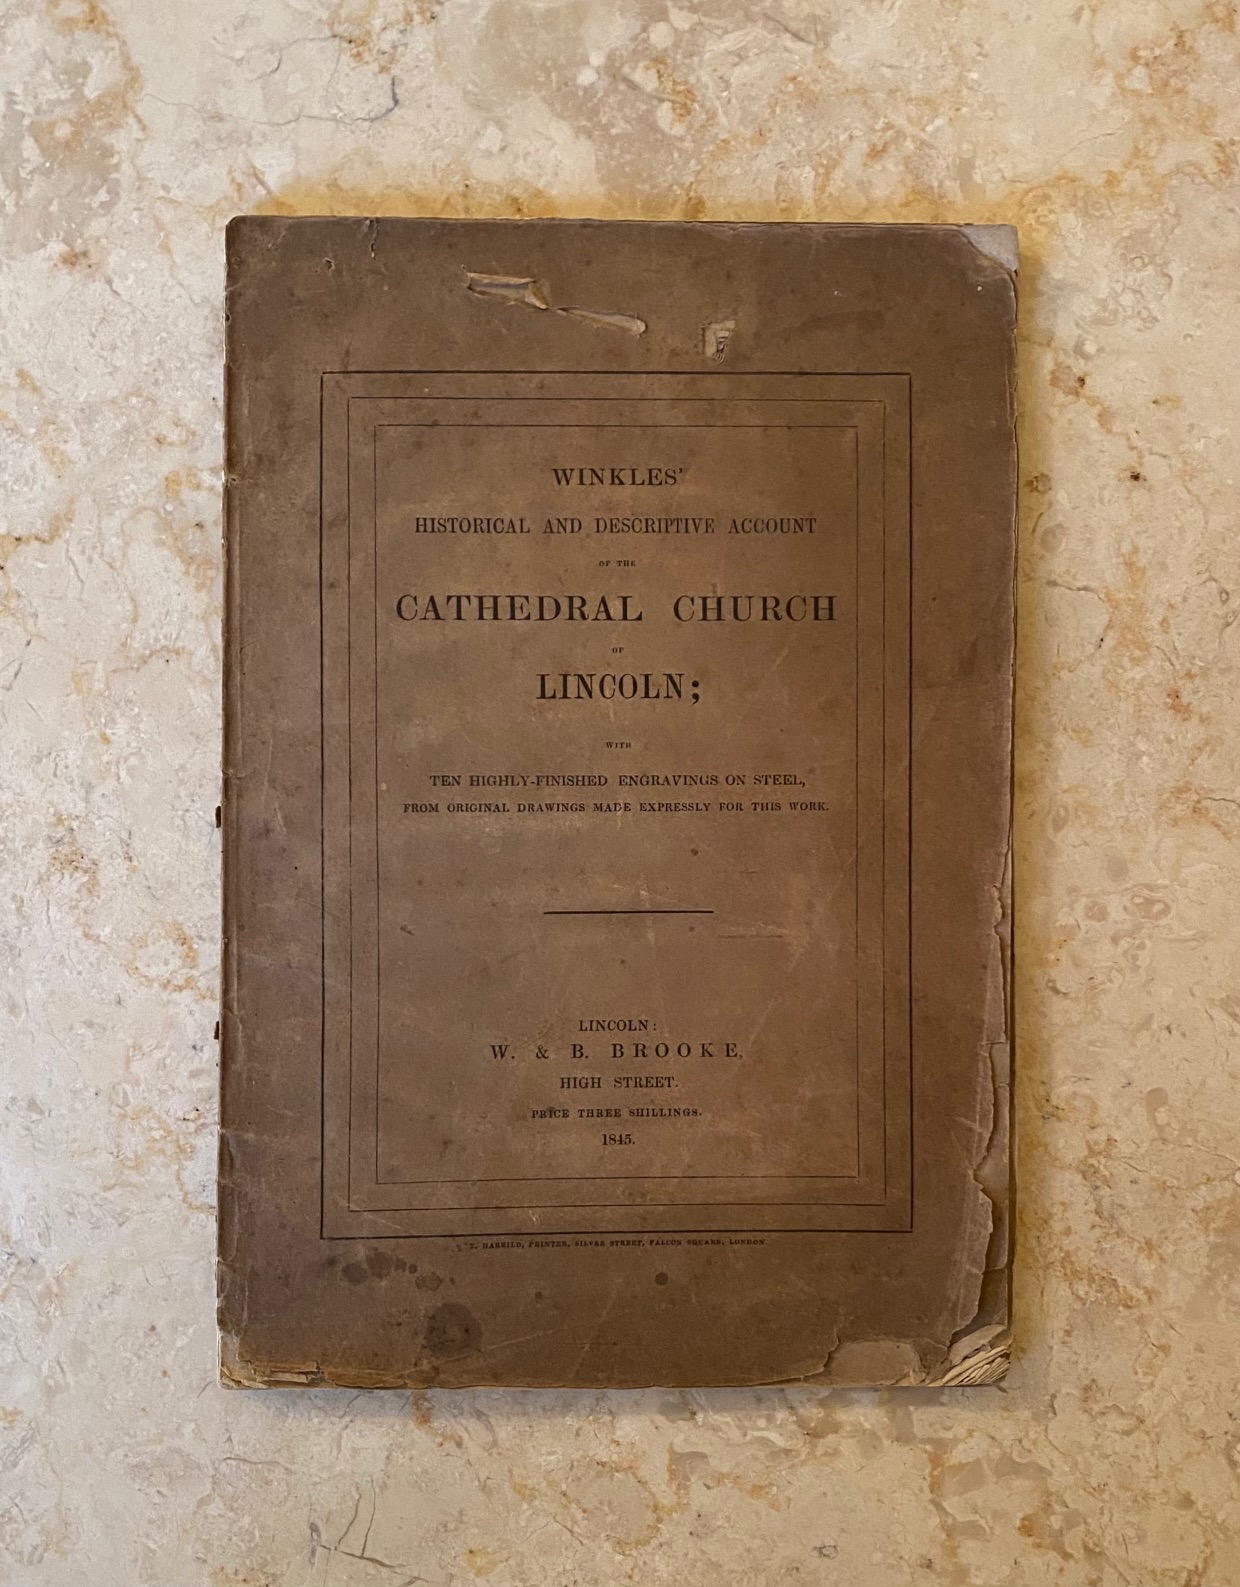 WINKLES'
HISTORICAL AND DESCRIPTIVE ACCOUNT
OF THE
CATHEDRAL CHURCH
OF
LINCOLN;
WITH
TEN HIGHLY-FINISHED ENGRAVINGS ON STEEL,
FROM ORIGINAL DRAWINGS MADE EXPRESSLY FOR THIS WORK.
LINCOLN:
W. & B. BROOKE,
HIGH STREET.
PRICE THREE SHILLINGS.
1845.
T. HARRILD, PRINTER, SILVER STREET, FALCON SQUARE, LONDON.